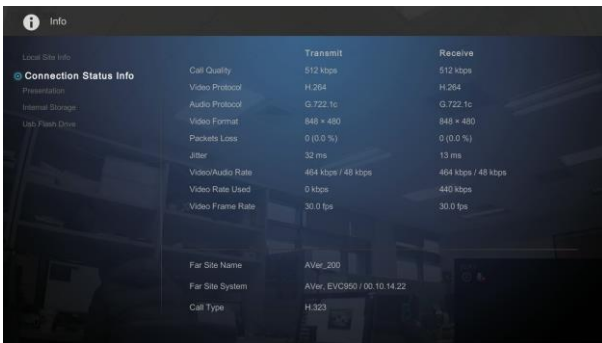 Info
Local Site Info
Connection Status Info
Presentation
Internal Storage
Usb Flash Drive
Transmit Receive
Call Quality 512 kbps 512 kbps
Video Protocol H.264 H.264
Audio Protocol G.722.1c G.722.1c
Video Format 848 × 480 848 × 480
Packets Loss 0 (0.0 %) 0 (0.0 %)
Jitter 32 ms 13 ms
Video/Audio Rate 464 kbps / 48 kbps 464 kbps / 48 kbps
Video Rate Used 0 kbps 440 kbps
Video Frame Rate 30.0 fps 30.0 fps
Far Site Name AVer_200
Far Site System AVer, EVC950 / 00.10.14.22
Call Type H.323